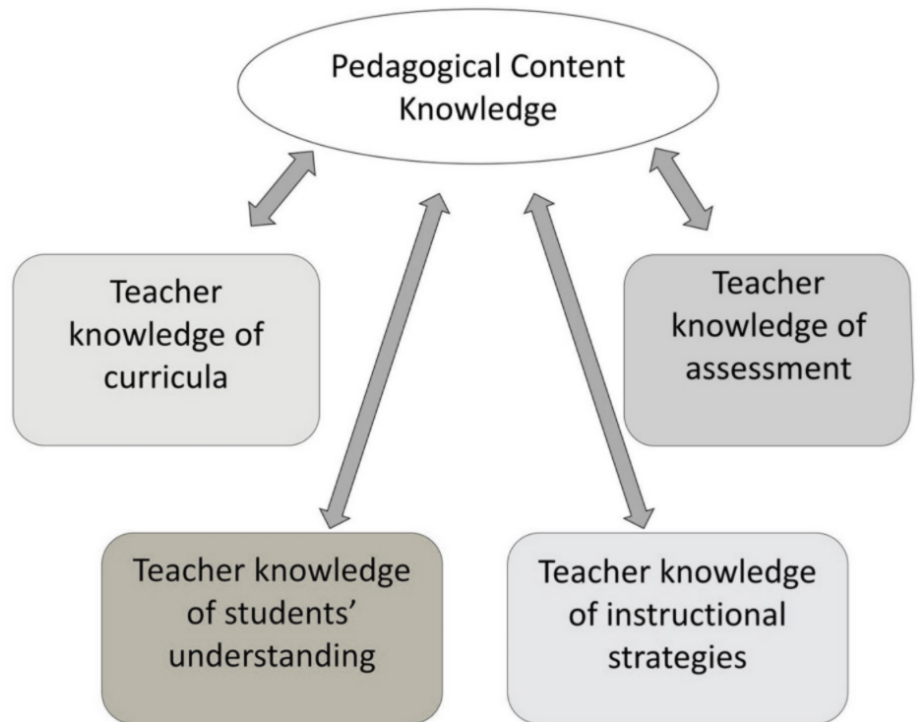 Pedagogical Content
Knowledge
Teacher
knowledge of
curricula
Teacher
knowledge of
assessment
Teacher knowledge
of students’
understanding
Teacher knowledge
of instructional
strategies